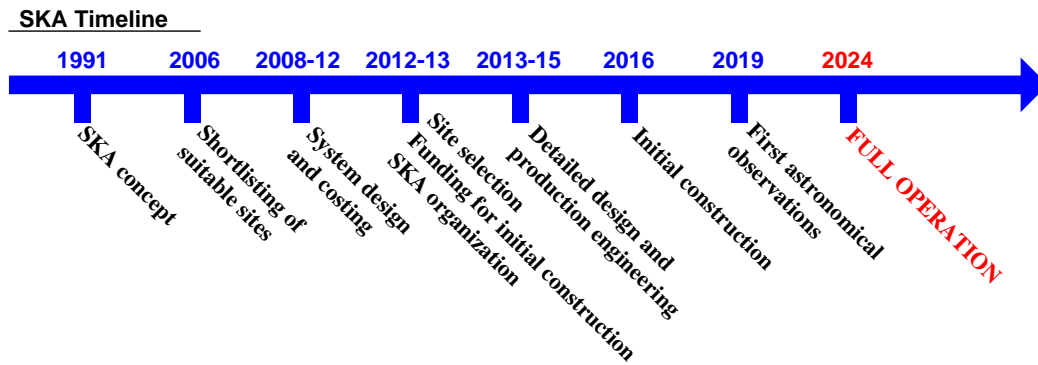 SKA Timeline
1991
2006
2008-12
2012-13
2013-15
2016
2019
2024
SKA concept
Shortlisting of
suitable sites
System design
and costing
Site selection
Funding for initial construction
SKA organization
Detailed design and
production engineering
Initial construction
First astronomical
observations
FULL OPERATION